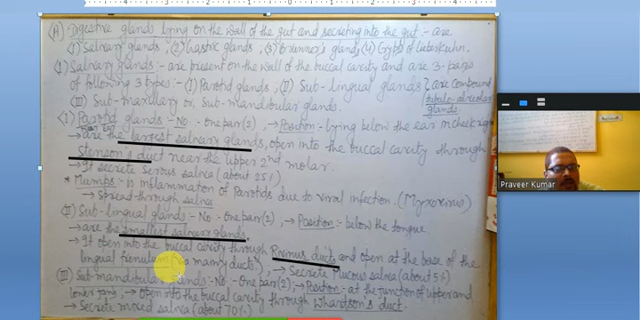 (A) Digestive glands lying on the wall of the gut and secreting into the gut - are
(1) Salivary glands, (2) Gastric glands, (3) Brunner's glands, (4) Crypts of Lieberkuhn.
(1) Salivary glands:- are present on the wall of the buccal cavity and are 3-pairs
of following 3 types:- (I) Parotid glands (II) Sub-Lingual glands } are compound
(III) Sub-maxillary or Sub-mandibular glands. tubulo-alveolar glands
(I) Parotid glands - No - one pair (2), → Position:- lying below the ear in cheek region
→ are the largest salivary glands, open into the buccal cavity through
Stenson's duct near the upper 2nd molar.
→ It secrete Serous saliva (about 25%)
* Mumps:- is inflammation of Parotids due to viral infection. (Myxovirus)
→ Spread through saliva
(II) Sub-Lingual glands - No - one pair (2), → Position:- below the tongue
→ are the smallest salivary glands
→ It open into the buccal cavity through Rivinus ducts and open at the base of the
lingual frenulum (as many ducts), → Secrete Mucous saliva (about 5%)
(III) Sub-mandibular glands - No - one pair (2) → Position:- at the junction of upper and
lower jaws, → open into the buccal cavity through Wharton's duct.
→ Secrete mixed saliva (about 70%)
Praveer Kumar